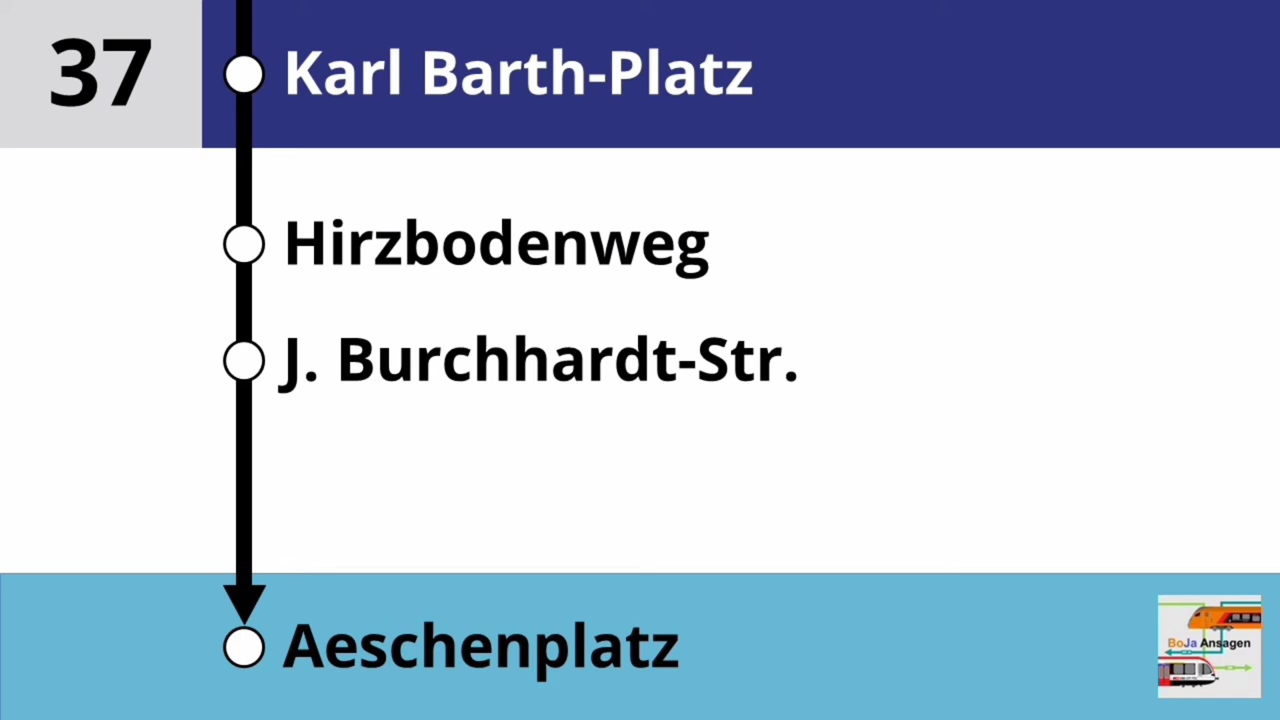 37
Karl Barth-Platz
Hirzbodenweg
J. Burchhardt-Str.
Aeschenplatz
BoJa Ansagen